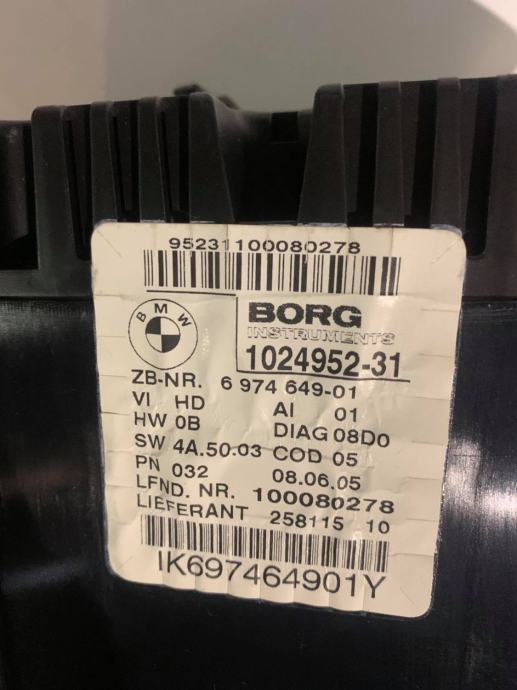 95231100080278
BMW
BORG
INSTRUMENTS
1024952-31
ZB-NR. 6 974 649-01
VI HD AI 01
HW 0B DIAG 08D0
SW 4A.50.03 COD 05
PN 032 08.06.05
LFND. NR. 100080278
LIEFERANT 258115 10
IK697464901Y